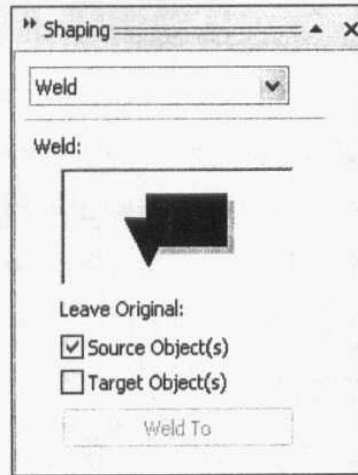 Shaping
Weld
Weld:
Leave Original:
Source Object(s)
Target Object(s)
Weld To